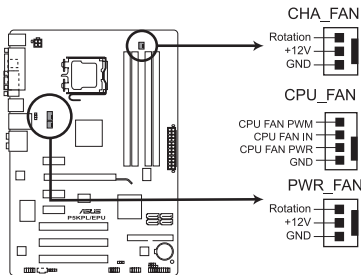 CHA_FAN
Rotation
+12V
GND
CPU_FAN
CPU FAN PWM
CPU FAN IN
CPU FAN PWR
GND
PWR_FAN
Rotation
+12V
GND
ASUS
P5KPL/EPU